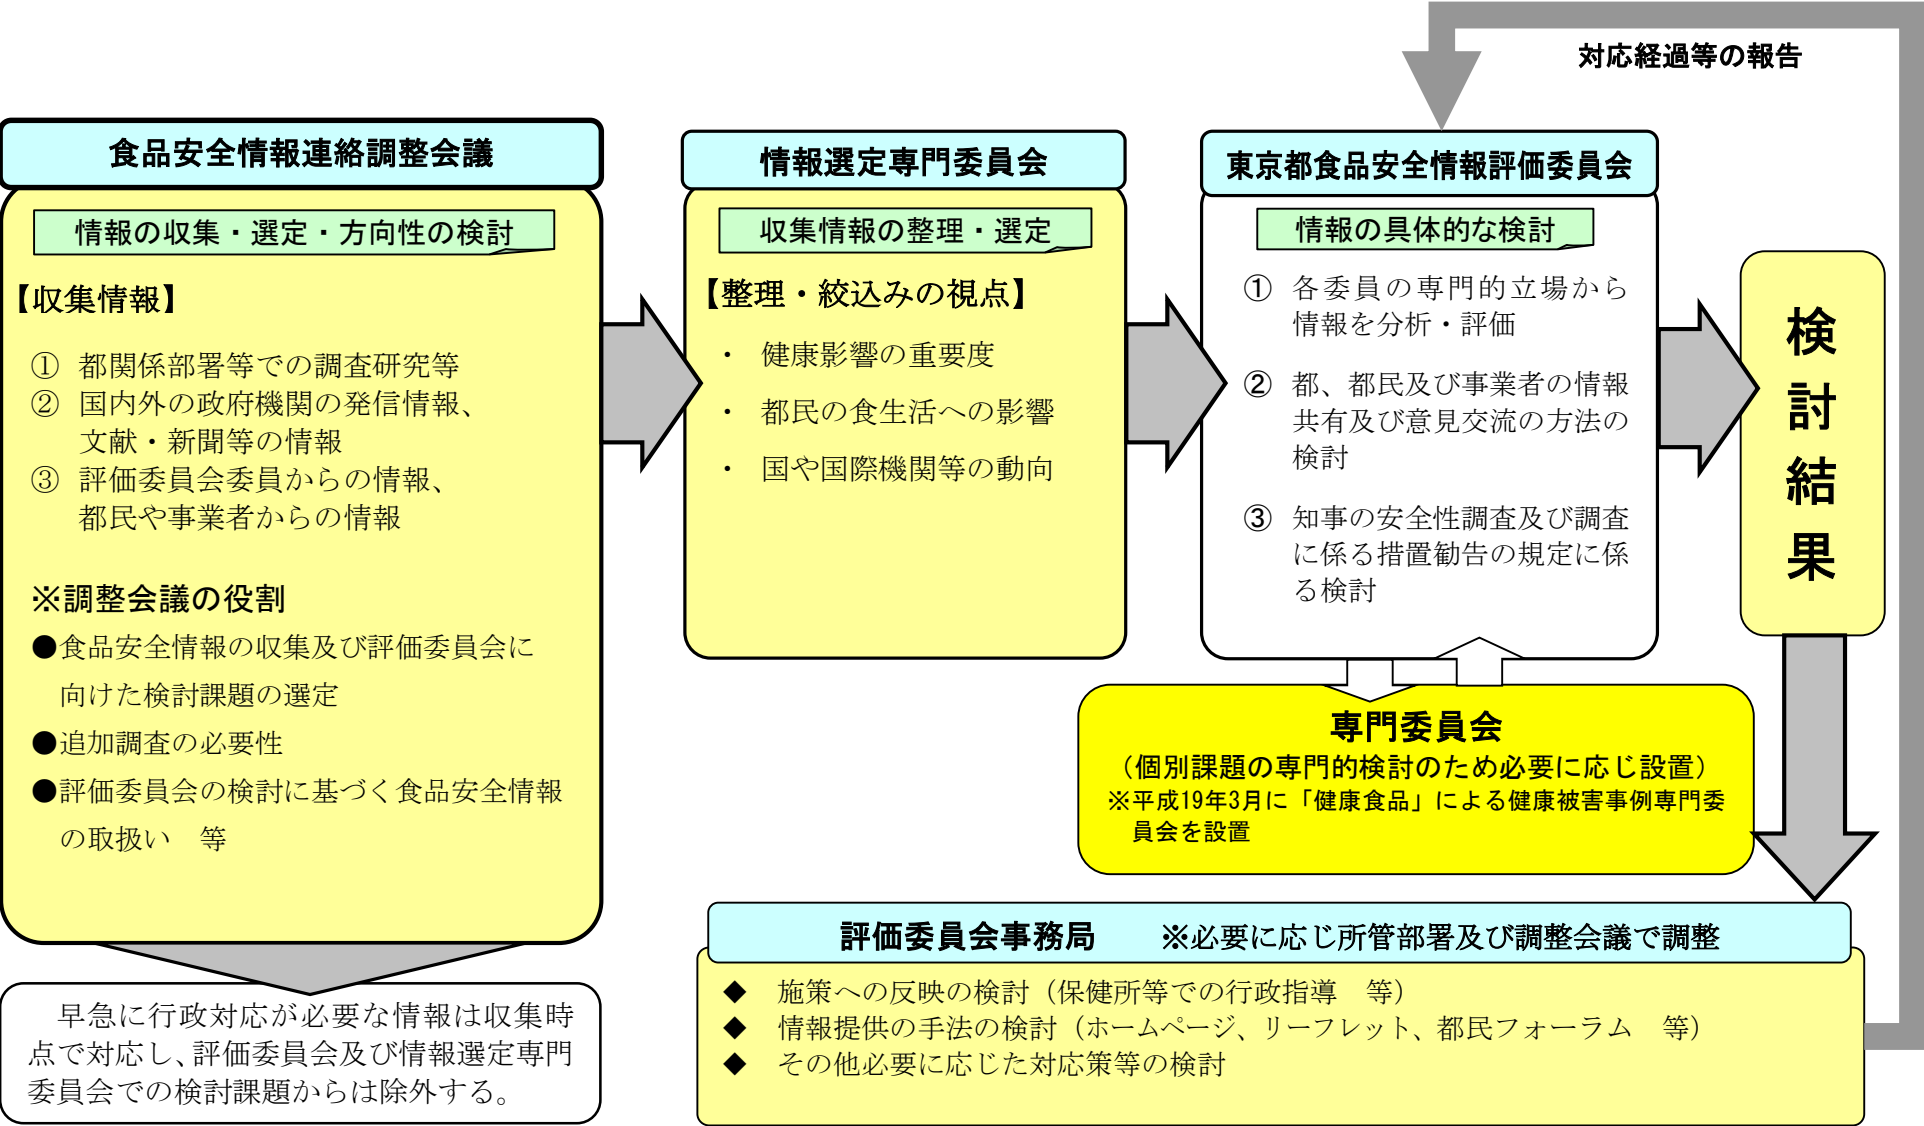 対応経過等の報告
食品安全情報連絡調整会議
情報の収集・選定・方向性の検討
【収集情報】
① 都関係部署等での調査研究等
② 国内外の政府機関の発信情報、
文献・新聞等の情報
③ 評価委員会委員からの情報、
都民や事業者からの情報
※調整会議の役割
●食品安全情報の収集及び評価委員会に
向けた検討課題の選定
●追加調査の必要性
●評価委員会の検討に基づく食品安全情報
の取扱い　等
早急に行政対応が必要な情報は収集時
点で対応し、評価委員会及び情報選定専門
委員会での検討課題からは除外する。
情報選定専門委員会
収集情報の整理・選定
【整理・絞込みの視点】
・ 健康影響の重要度
・ 都民の食生活への影響
・ 国や国際機関等の動向
東京都食品安全情報評価委員会
情報の具体的な検討
① 各委員の専門的立場から
情報を分析・評価
② 都、都民及び事業者の情報
共有及び意見交流の方法の
検討
③ 知事の安全性調査及び調査
に係る措置勧告の規定に係
る検討
専門委員会
（個別課題の専門的検討のため必要に応じ設置）
※平成19年3月に「健康食品」による健康被害事例専門委
員会を設置
検討結果
評価委員会事務局　※必要に応じ所管部署及び調整会議で調整
◆ 施策への反映の検討（保健所等での行政指導　等）
◆ 情報提供の手法の検討（ホームページ、リーフレット、都民フォーラム　等）
◆ その他必要に応じた対応策等の検討